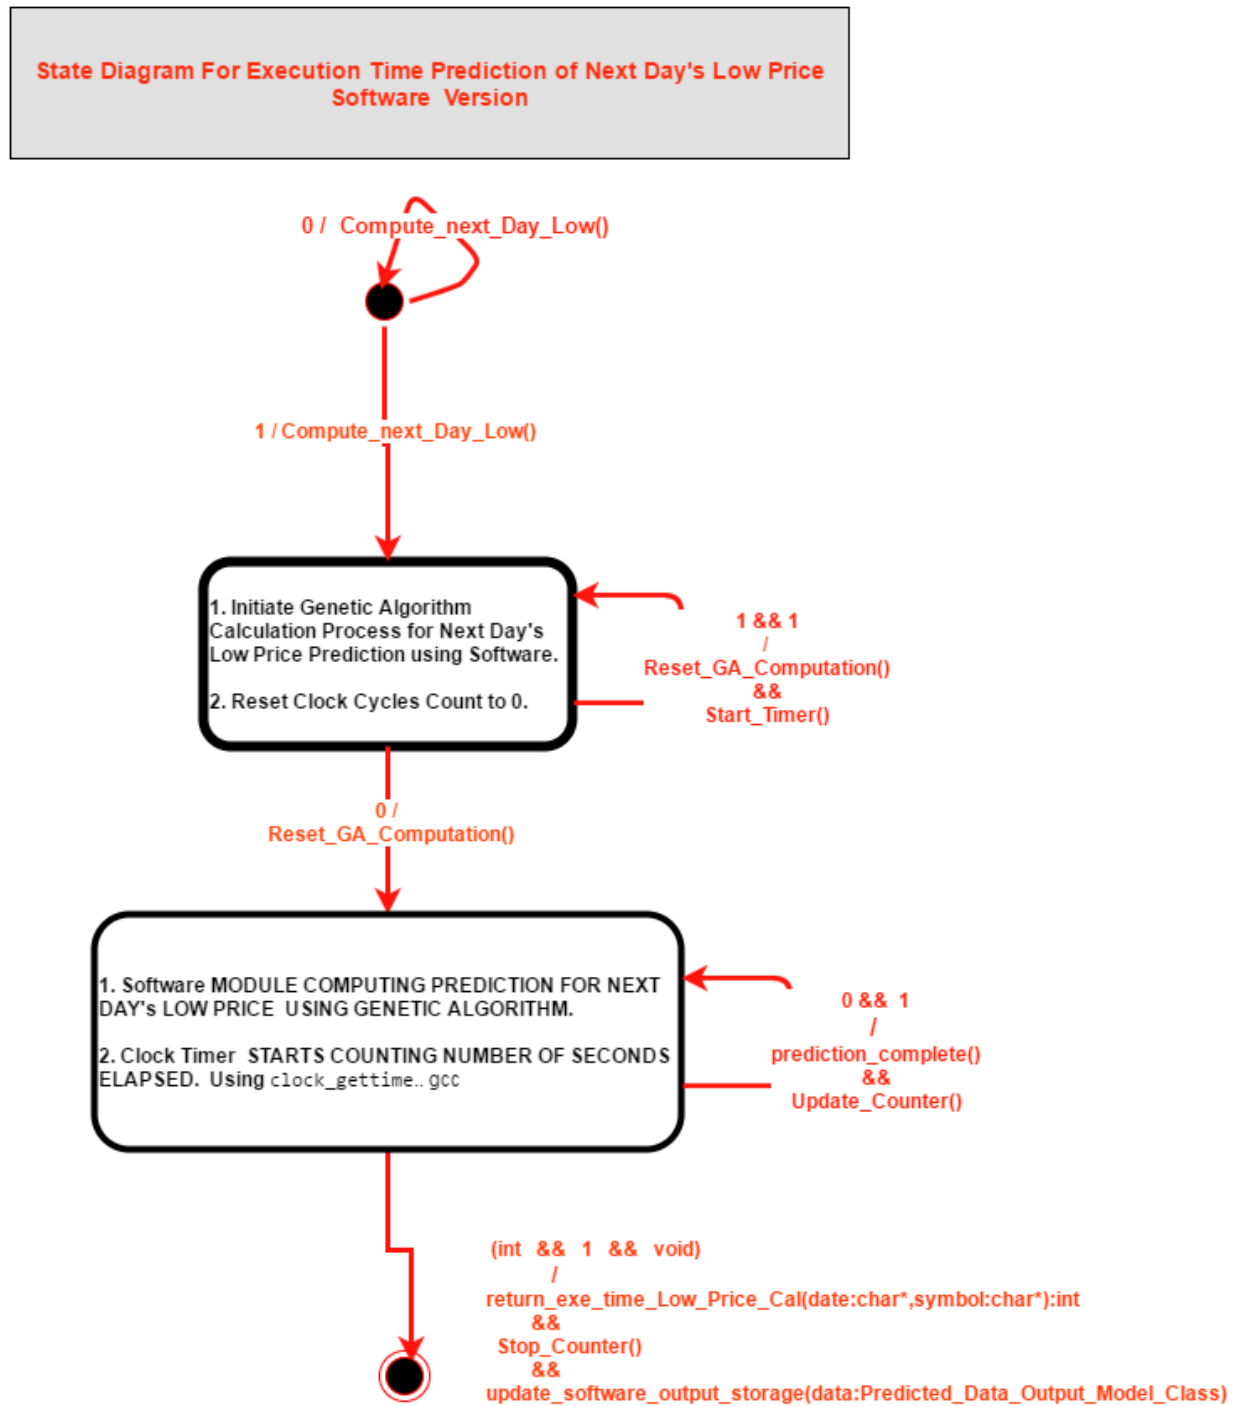 State Diagram For Execution Time Prediction of Next Day's Low Price
Software Version
0 / Compute_next_Day_Low()
1 / Compute_next_Day_Low()
1. Initiate Genetic Algorithm
Calculation Process for Next Day's
Low Price Prediction using Software.
2. Reset Clock Cycles Count to 0.
1 && 1
/
Reset_GA_Computation()
&&
Start_Timer()
0 /
Reset_GA_Computation()
1. Software MODULE COMPUTING PREDICTION FOR NEXT
DAY's LOW PRICE USING GENETIC ALGORITHM.
2. Clock Timer STARTS COUNTING NUMBER OF SECONDS
ELAPSED. Using clock_gettime.. gcc
0 && 1
/
prediction_complete()
&&
Update_Counter()
(int && 1 && void)
/
return_exe_time_Low_Price_Cal(date:char*,symbol:char*):int
&&
Stop_Counter()
&&
update_software_output_storage(data:Predicted_Data_Output_Model_Class)